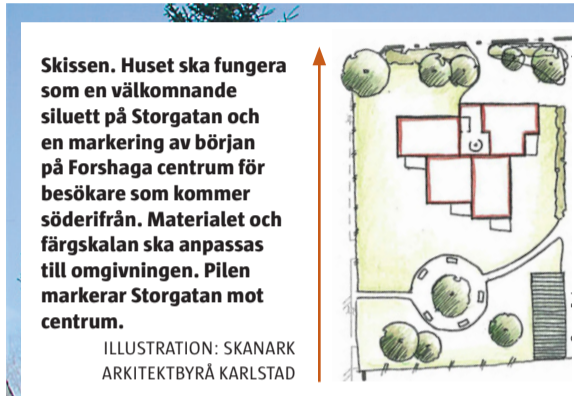 Skissen. Huset ska fungera
som en välkomnande
siluett på Storgatan och
en markering av början
på Forshaga centrum för
besökare som kommer
söderifrån. Materialet och
färgskalan ska anpassas
till omgivningen. Pilen
markerar Storgatan mot
centrum.
ILLUSTRATION: SKANARK
ARKITEKTBYRÅ KARLSTAD